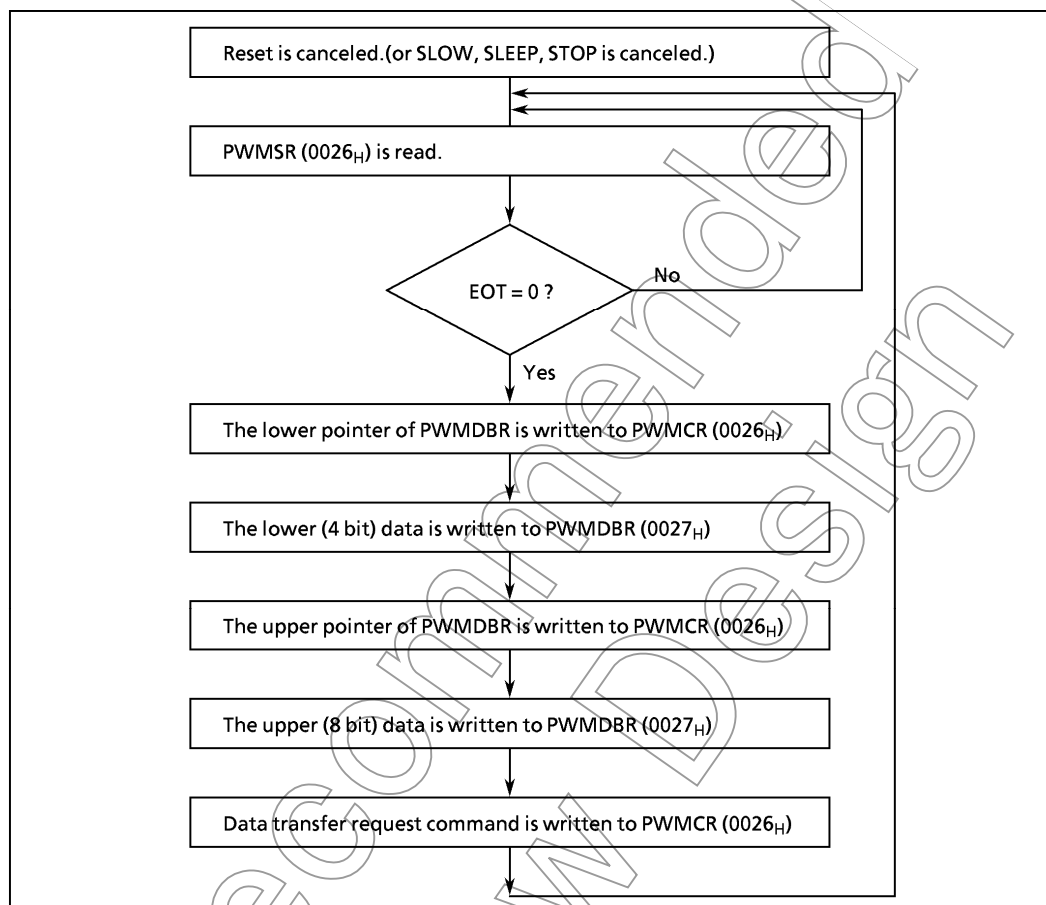 Reset is canceled.(or SLOW, SLEEP, STOP is canceled.)
PWMSR (0026H) is read.
EOT = 0 ?
No
Yes
The lower pointer of PWMDBR is written to PWMCR (0026H)
The lower (4 bit) data is written to PWMDBR (0027H)
The upper pointer of PWMDBR is written to PWMCR (0026H)
The upper (8 bit) data is written to PWMDBR (0027H)
Data transfer request command is written to PWMCR (0026H)
ecommended
w Design